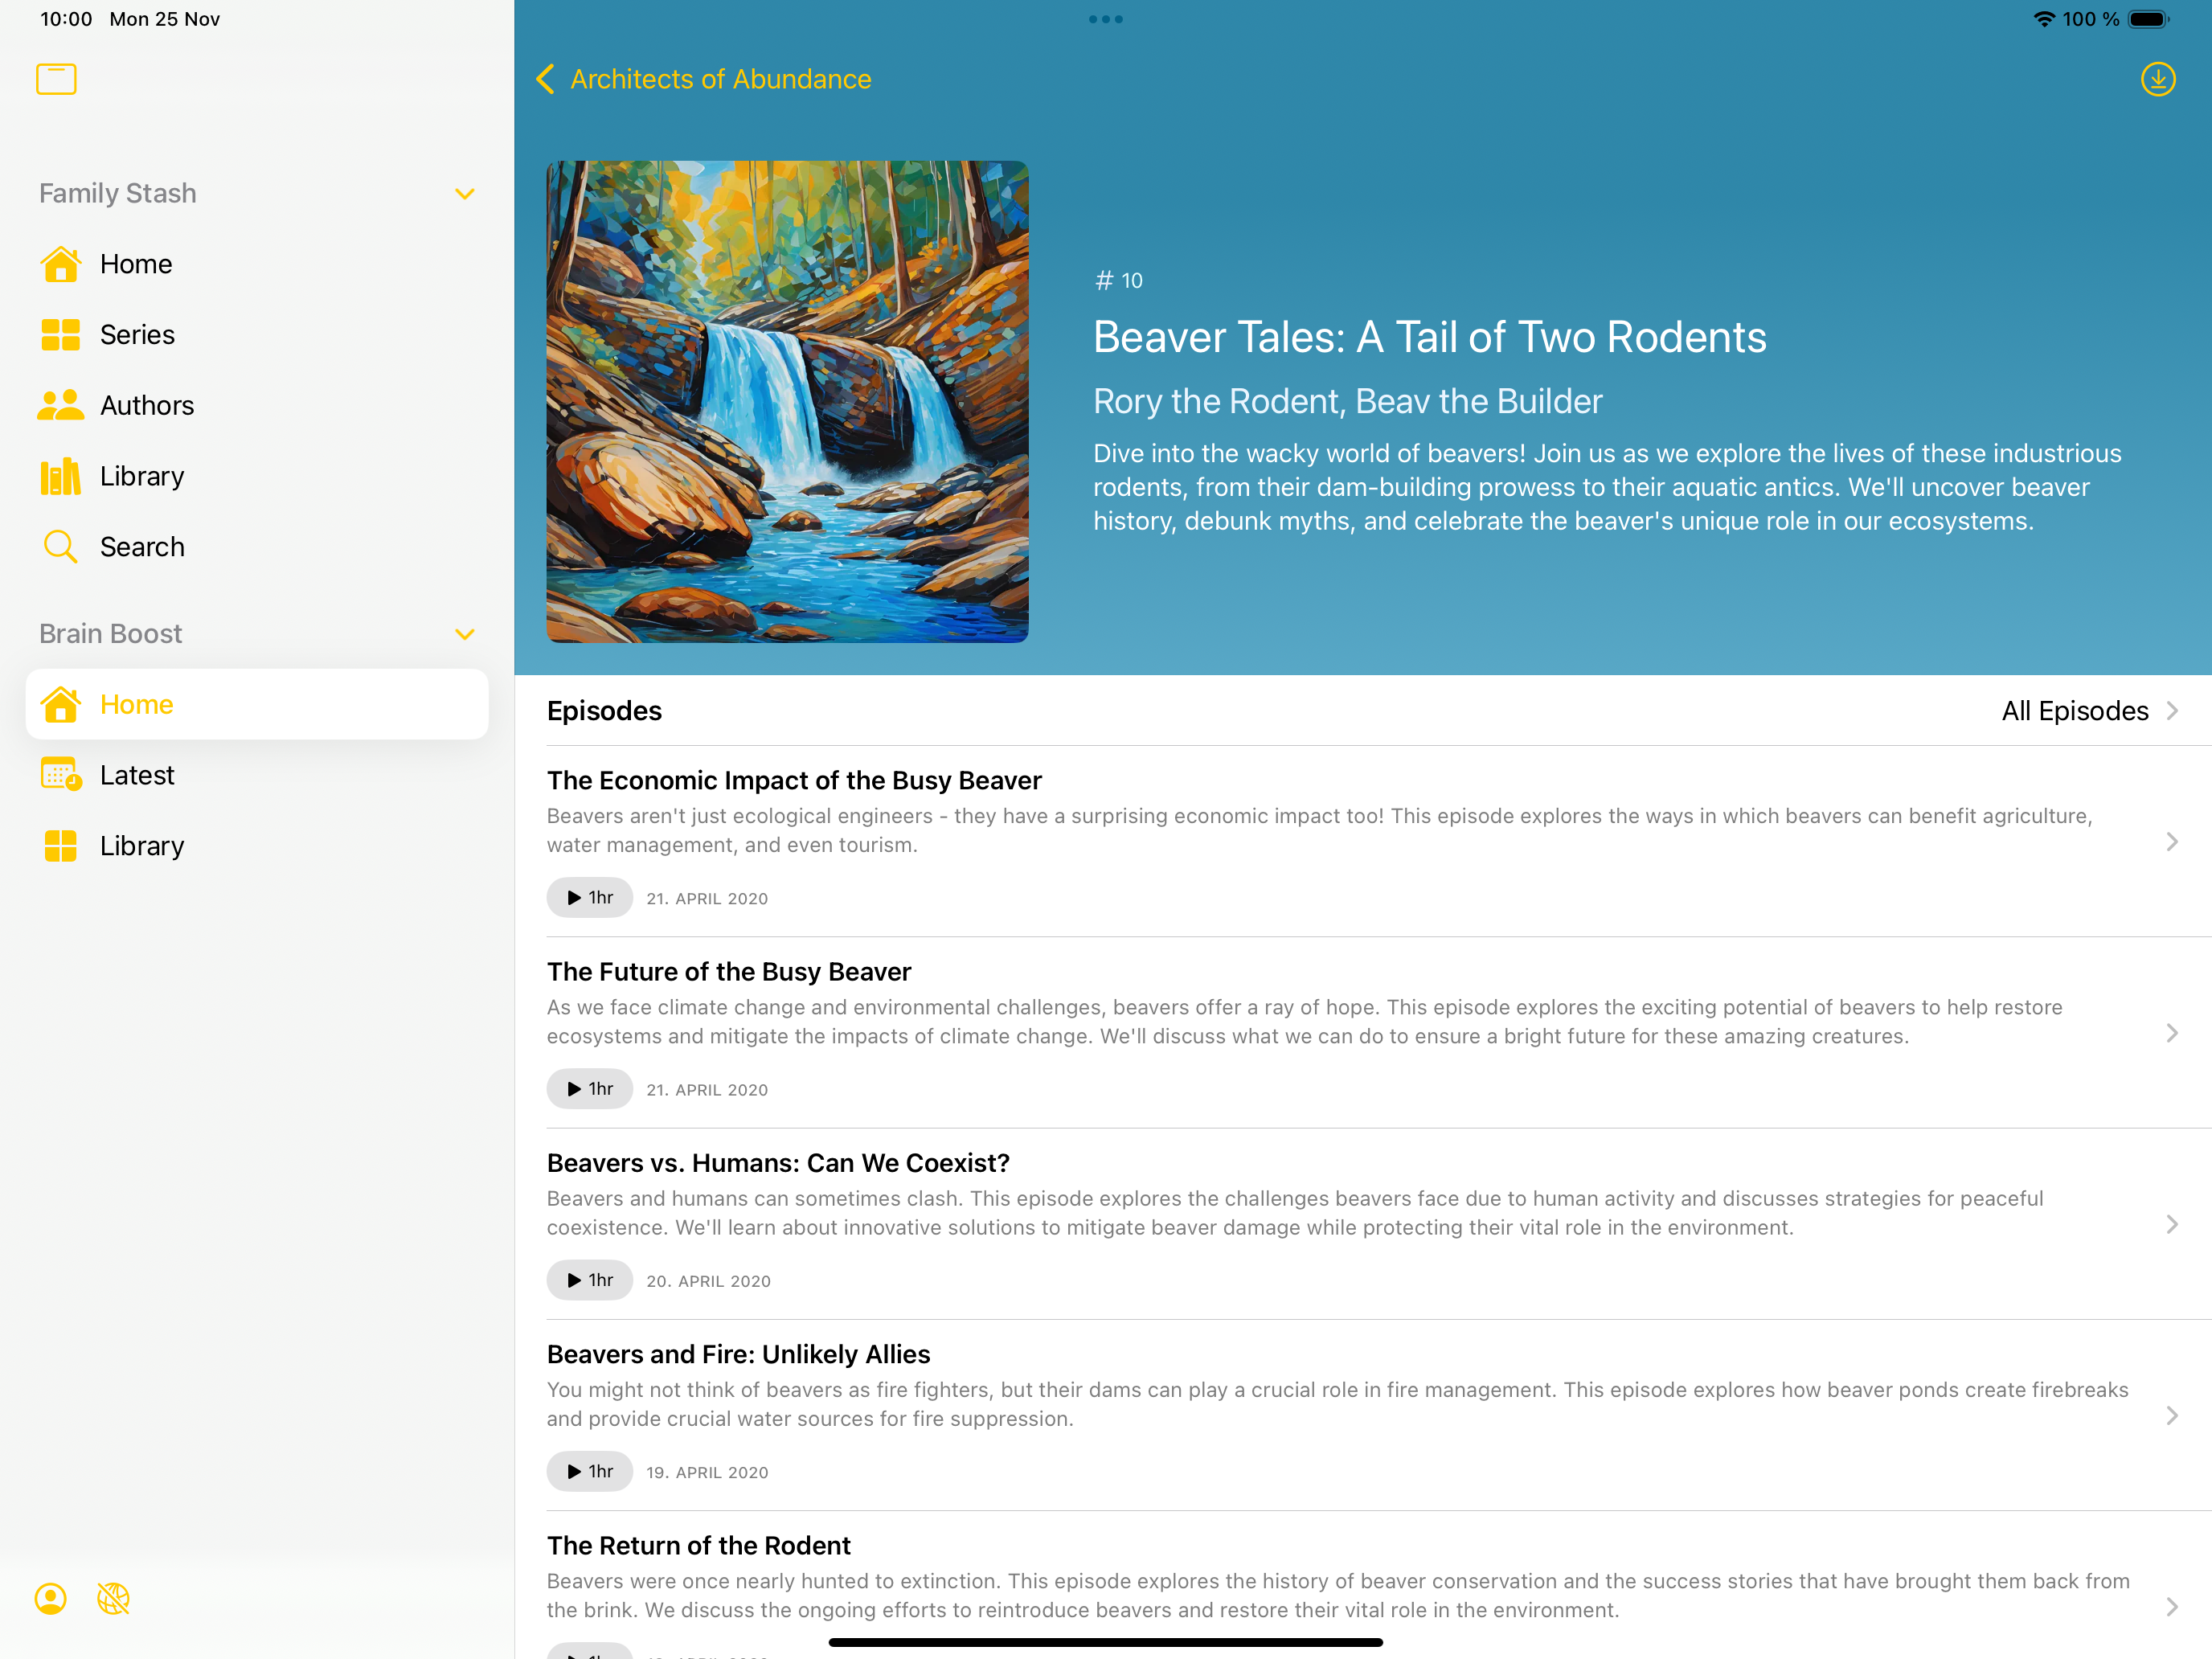 10:00 Mon 25 Nov
100 %
Family Stash
Home
Series
Authors
Library
Search
Brain Boost
Home
Latest
Library
Architects of Abundance
# 10
Beaver Tales: A Tail of Two Rodents
Rory the Rodent, Beav the Builder
Dive into the wacky world of beavers! Join us as we explore the lives of these industrious
rodents, from their dam-building prowess to their aquatic antics. We'll uncover beaver
history, debunk myths, and celebrate the beaver's unique role in our ecosystems.
Episodes
All Episodes
The Economic Impact of the Busy Beaver
Beavers aren't just ecological engineers - they have a surprising economic impact too! This episode explores the ways in which beavers can benefit agriculture,
water management, and even tourism.
1hr 21. APRIL 2020
The Future of the Busy Beaver
As we face climate change and environmental challenges, beavers offer a ray of hope. This episode explores the exciting potential of beavers to help restore
ecosystems and mitigate the impacts of climate change. We'll discuss what we can do to ensure a bright future for these amazing creatures.
1hr 21. APRIL 2020
Beavers vs. Humans: Can We Coexist?
Beavers and humans can sometimes clash. This episode explores the challenges beavers face due to human activity and discusses strategies for peaceful
coexistence. We'll learn about innovative solutions to mitigate beaver damage while protecting their vital role in the environment.
1hr 20. APRIL 2020
Beavers and Fire: Unlikely Allies
You might not think of beavers as fire fighters, but their dams can play a crucial role in fire management. This episode explores how beaver ponds create firebreaks
and provide crucial water sources for fire suppression.
1hr 19. APRIL 2020
The Return of the Rodent
Beavers were once nearly hunted to extinction. This episode explores the history of beaver conservation and the success stories that have brought them back from
the brink. We discuss the ongoing efforts to reintroduce beavers and restore their vital role in the environment.